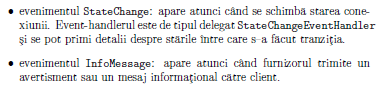 • evenimentul StateChange: apare atunci când se schimbă starea cone-
xiunii. Event-handlerul este de tipul delegat StateChangeEventHandler
şi se pot primi detalii despre stările între care s–a făcut tranziţia.
• evenimentul InfoMessage: apare atunci când furnizorul trimite un
avertisment sau un mesaj informaţional către client.